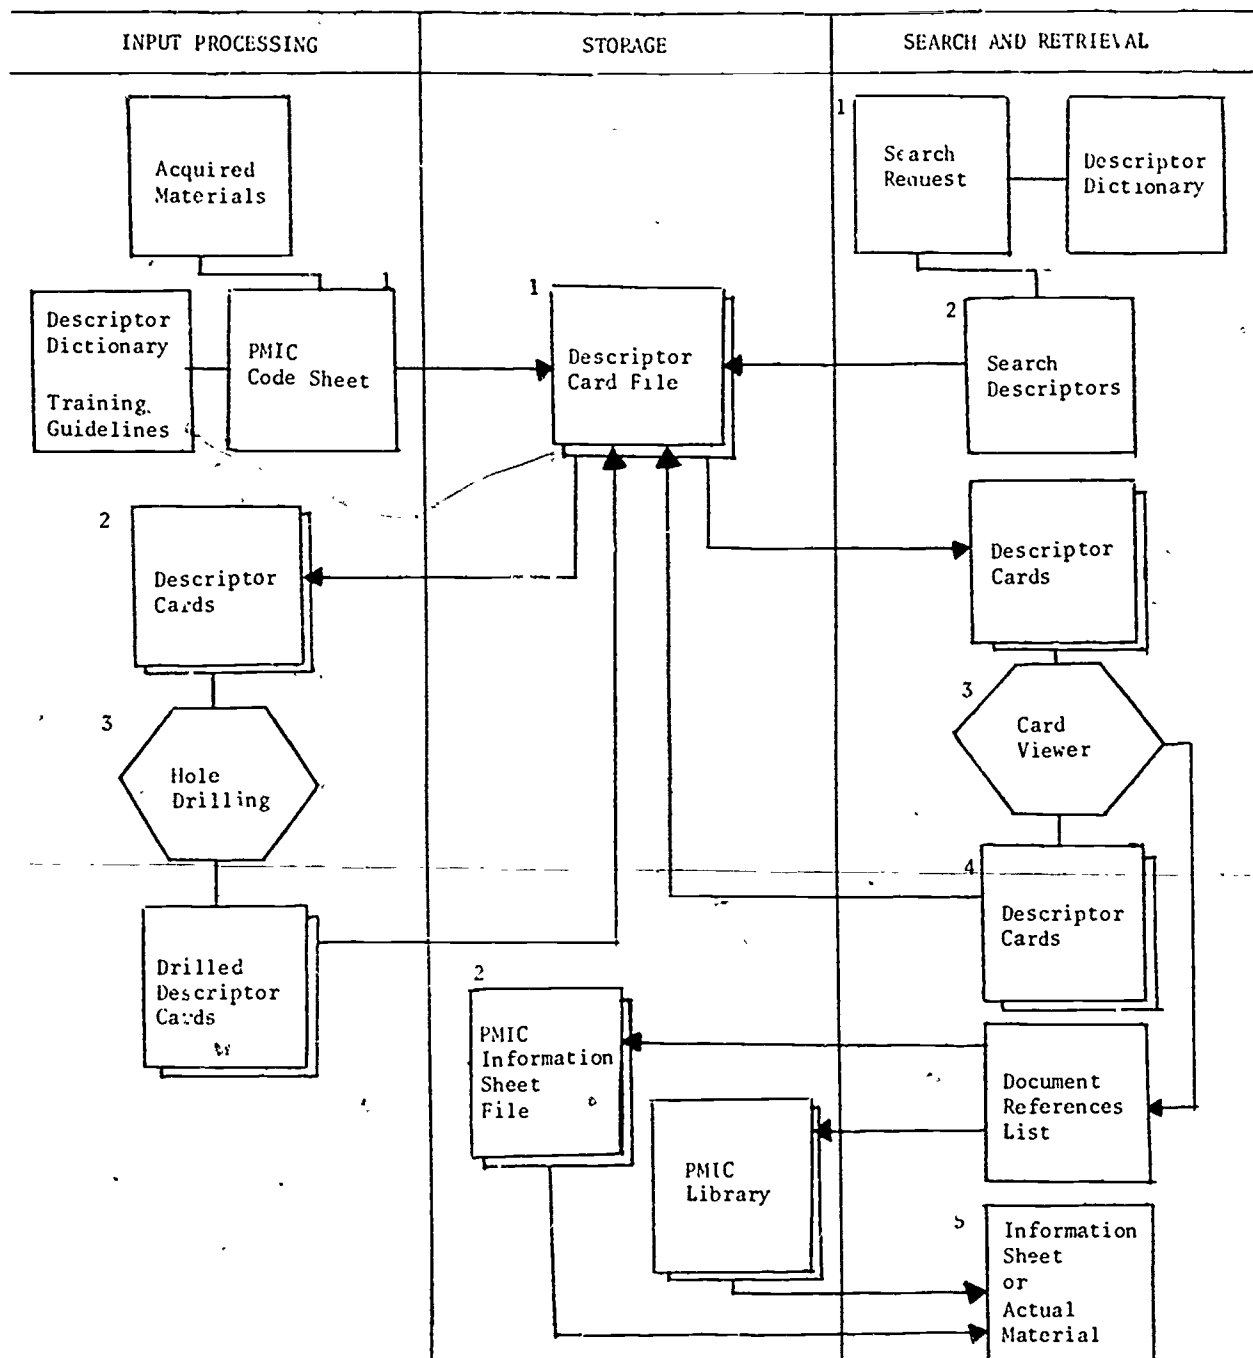 INPUT PROCESSING
STORAGE
SEARCH AND RETRIEVAL
Acquired
Materials
1
Search
Request
Descriptor
Dictionary
Descriptor
Dictionary
Training
Guidelines
1
PMIC
Code Sheet
1
Descriptor
Card File
2
Search
Descriptors
2
Descriptor
Cards
Descriptor
Cards
3
Hole
Drilling
3
Card
Viewer
Drilled
Descriptor
Cards
4
Descriptor
Cards
2
PMIC
Information
Sheet
File
PMIC
Library
Document
References
List
5
Information
Sheet
or
Actual
Material